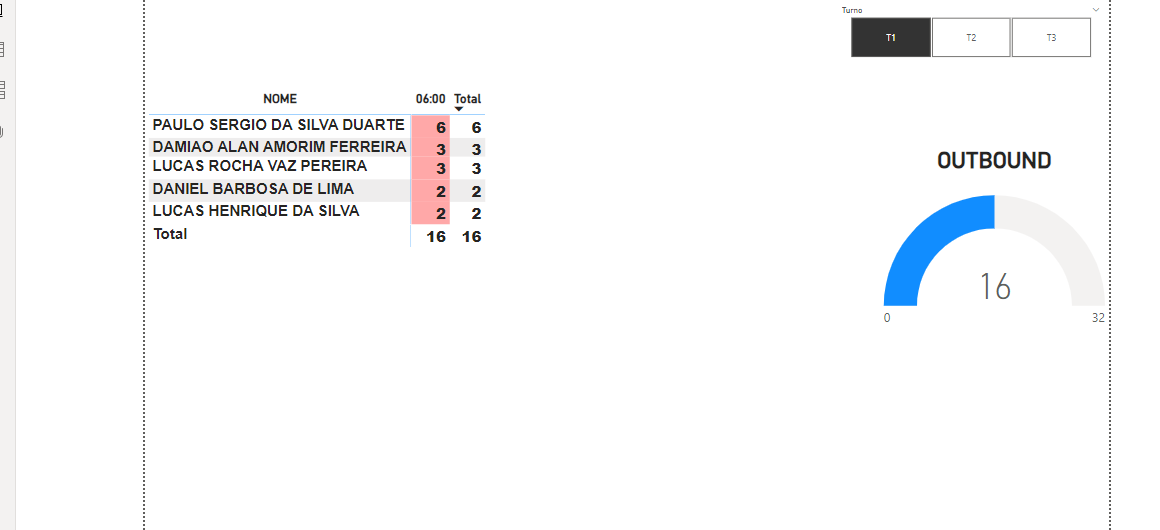 Turno
T1 T2 T3
NOME 06:00 Total
PAULO SERGIO DA SILVA DUARTE 6 6
DAMIAO ALAN AMORIM FERREIRA 3 3
LUCAS ROCHA VAZ PEREIRA 3 3
DANIEL BARBOSA DE LIMA 2 2
LUCAS HENRIQUE DA SILVA 2 2
Total 16 16
OUTBOUND
16
0 32